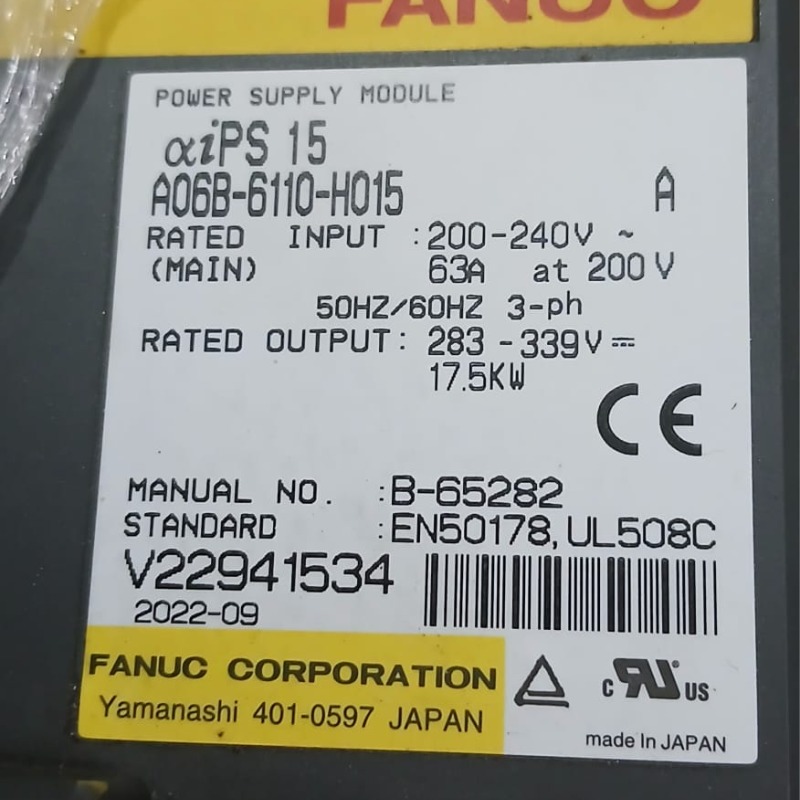 FANUC
POWER SUPPLY MODULE
αiPS 15
A06B-6110-H015 A
RATED INPUT :200-240V ~
(MAIN) 63A at 200V
50HZ/60HZ 3-ph
RATED OUTPUT: 283-339V ⎓
17.5KW
CE
MANUAL NO. :B-65282
STANDARD :EN50178,UL508C
V22941534
2022-09
FANUC CORPORATION
Yamanashi 401-0597 JAPAN
c RU US
made In JAPAN